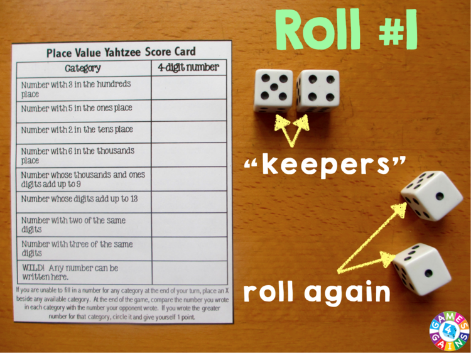 Roll #1
Place Value Yahtzee Score Card
Category 4-digit number
Number with 3 in the hundreds
place
Number with 5 in the ones place
Number with 2 in the tens place
Number with 6 in the thousands
place
Number whose thousands and ones
digits add up to 9
Number whose digits add up to 13
Number with two of the same
digits
Number with three of the same
digits
WILD! Any number can be
written here.
If you are unable to fill in a number for any category at the end of your turn, place an X
beside any available category. At the end of the game, compare the number you wrote
in each category with the number your opponent wrote. If you wrote the greater
number for that category, circle it and give yourself 1 point.
"keepers"
roll again
GAMES
4
GAINS